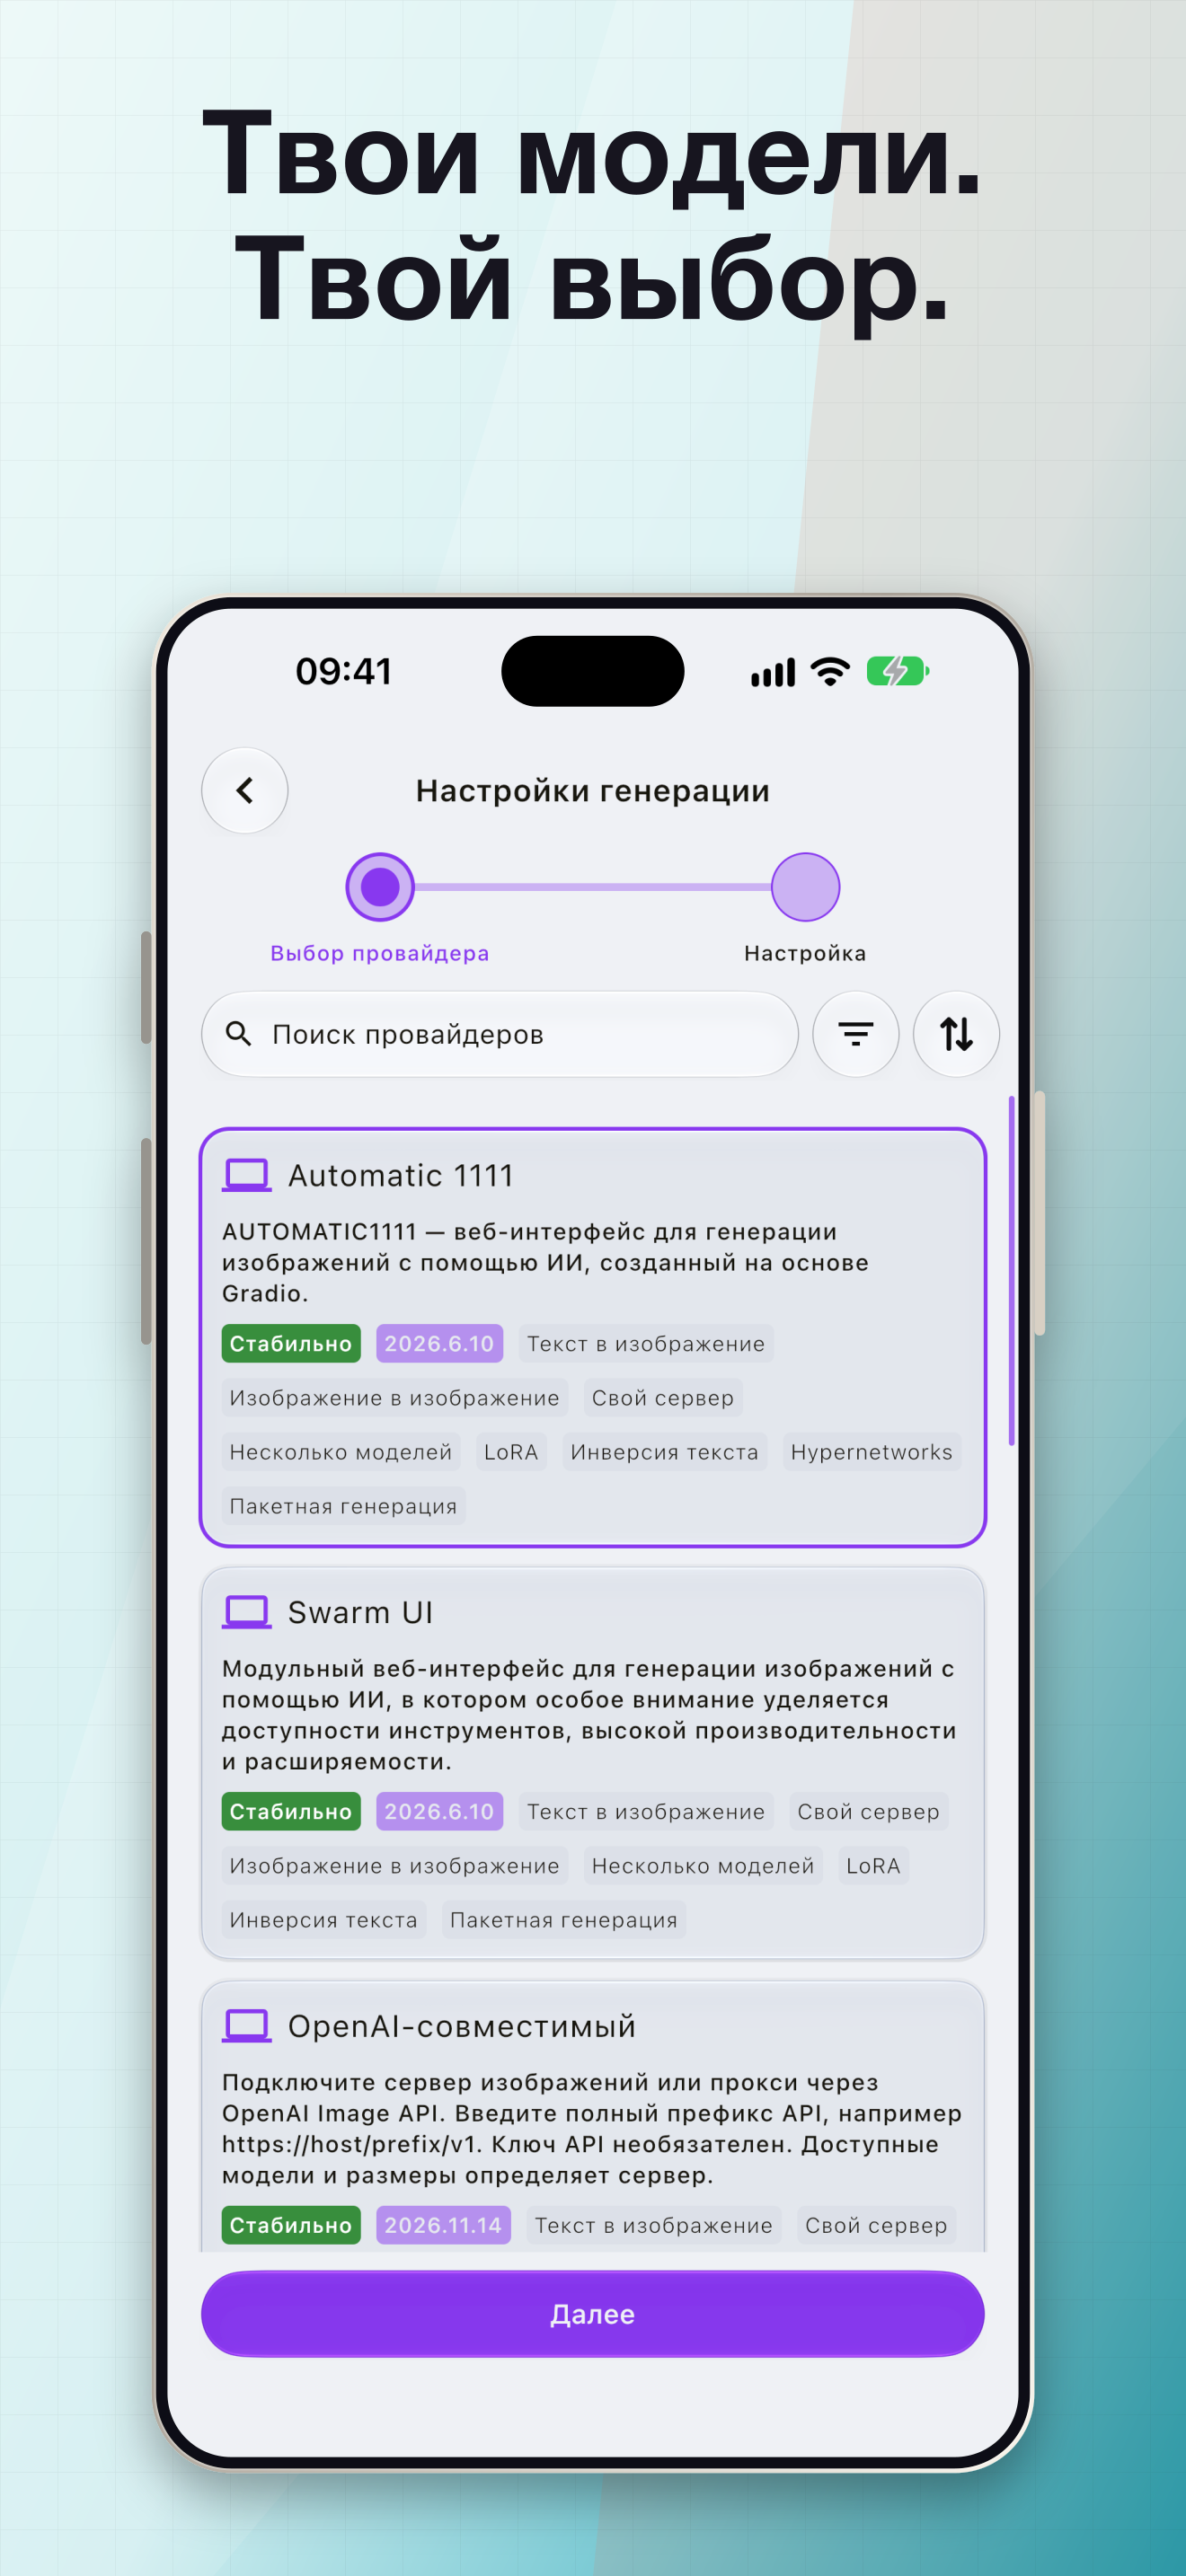 Твои модели.
Твой выбор.
09:41
Настройки генерации
Выбор провайдера
Настройка
Поиск провайдеров
Automatic 1111
AUTOMATIC1111 — веб-интерфейс для генерации
изображений с помощью ИИ, созданный на основе
Gradio.
Стабильно 2026.6.10 Текст в изображение
Изображение в изображение Свой сервер
Несколько моделей LoRA Инверсия текста Hypernetworks
Пакетная генерация
Swarm UI
Модульный веб-интерфейс для генерации изображений с
помощью ИИ, в котором особое внимание уделяется
доступности инструментов, высокой производительности
и расширяемости.
Стабильно 2026.6.10 Текст в изображение Свой сервер
Изображение в изображение Несколько моделей LoRA
Инверсия текста Пакетная генерация
OpenAI-совместимый
Подключите сервер изображений или прокси через
OpenAI Image API. Введите полный префикс API, например
https://host/prefix/v1. Ключ API необязателен. Доступные
модели и размеры определяет сервер.
Стабильно 2026.11.14 Текст в изображение Свой сервер
Далее